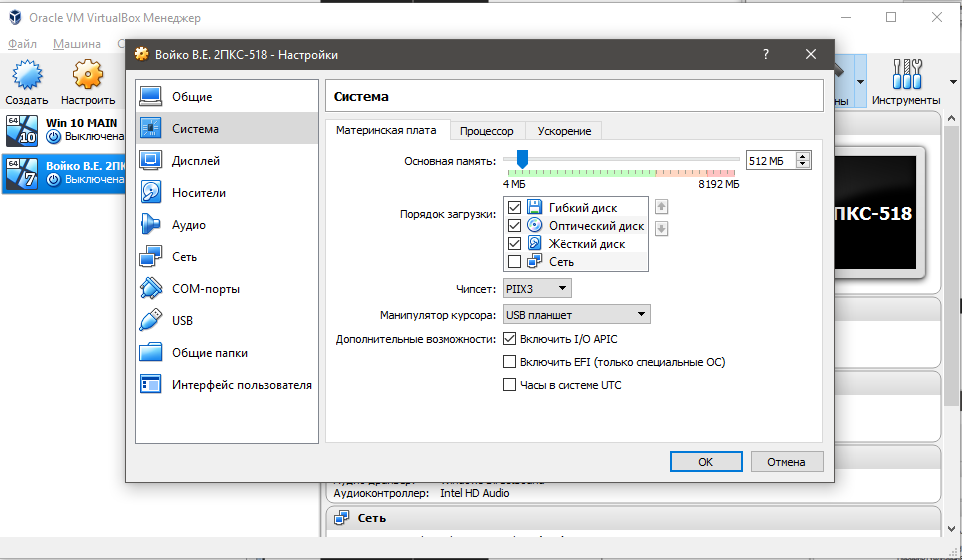 Oracle VM VirtualBox Менеджер
Файл Машина С
Создать Настроить
ны Инструменты
64 10 Win 10 MAIN
Выключена
64 7 Войко В.Е. 2ПК
Выключена
Войко В.Е. 2ПКС-518 - Настройки
?
Общие
Система
Дисплей
Носители
Аудио
Сеть
COM-порты
USB
Общие папки
Интерфейс пользователя
Система
Материнская плата Процессор Ускорение
Основная память: 512 МБ
4 МБ 8192 МБ
Порядок загрузки: Гибкий диск
Оптический диск
Жёсткий диск
Сеть
Чипсет: PIIX3
Манипулятор курсора: USB планшет
Дополнительные возможности: Включить I/O APIC
Включить EFI (только специальные ОС)
Часы в системе UTC
OK Отмена
ПКС-518
Аудиоконтроллер: Intel HD Audio
Сеть